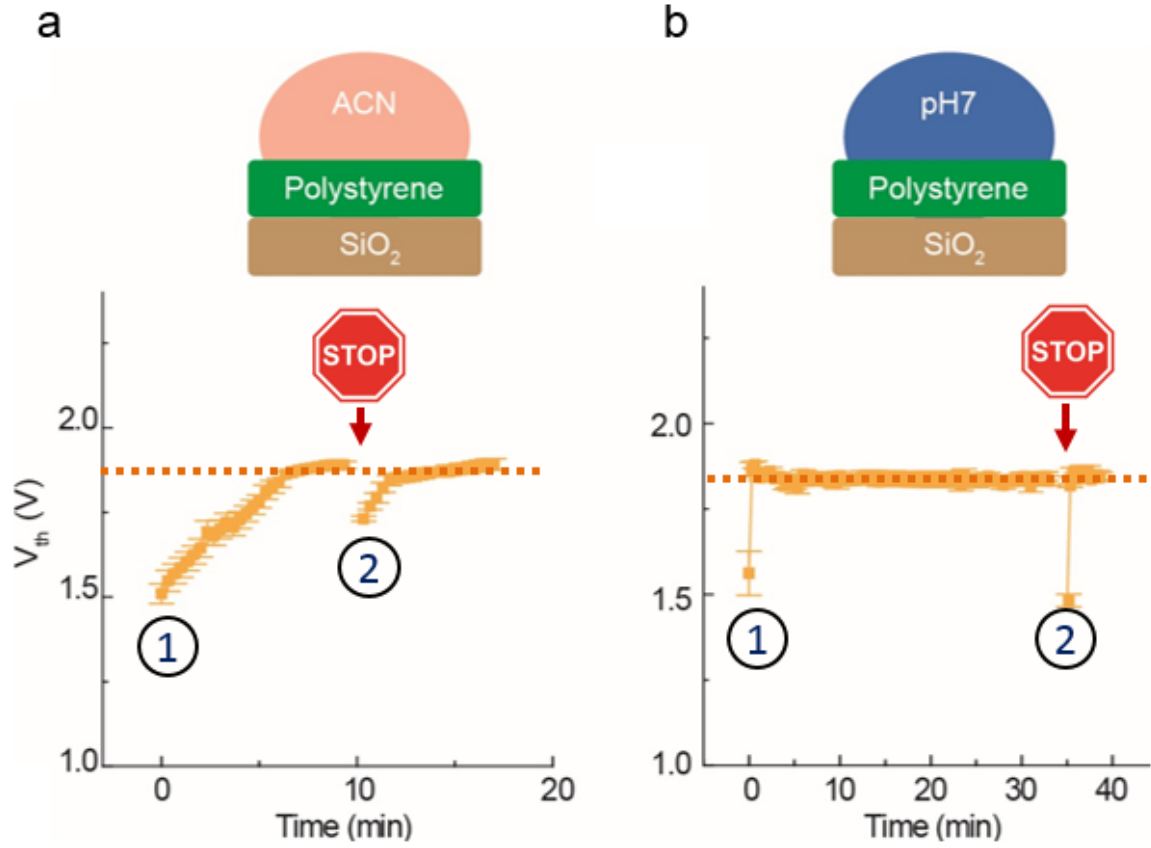 a
b
ACN
Polystyrene
SiO₂
pH7
Polystyrene
SiO₂
STOP
STOP
V_th (V)
2.0
1.5
1.0
1
2
0
10
20
Time (min)
2.0
1.5
1.0
1
2
0
10
20
30
40
Time (min)